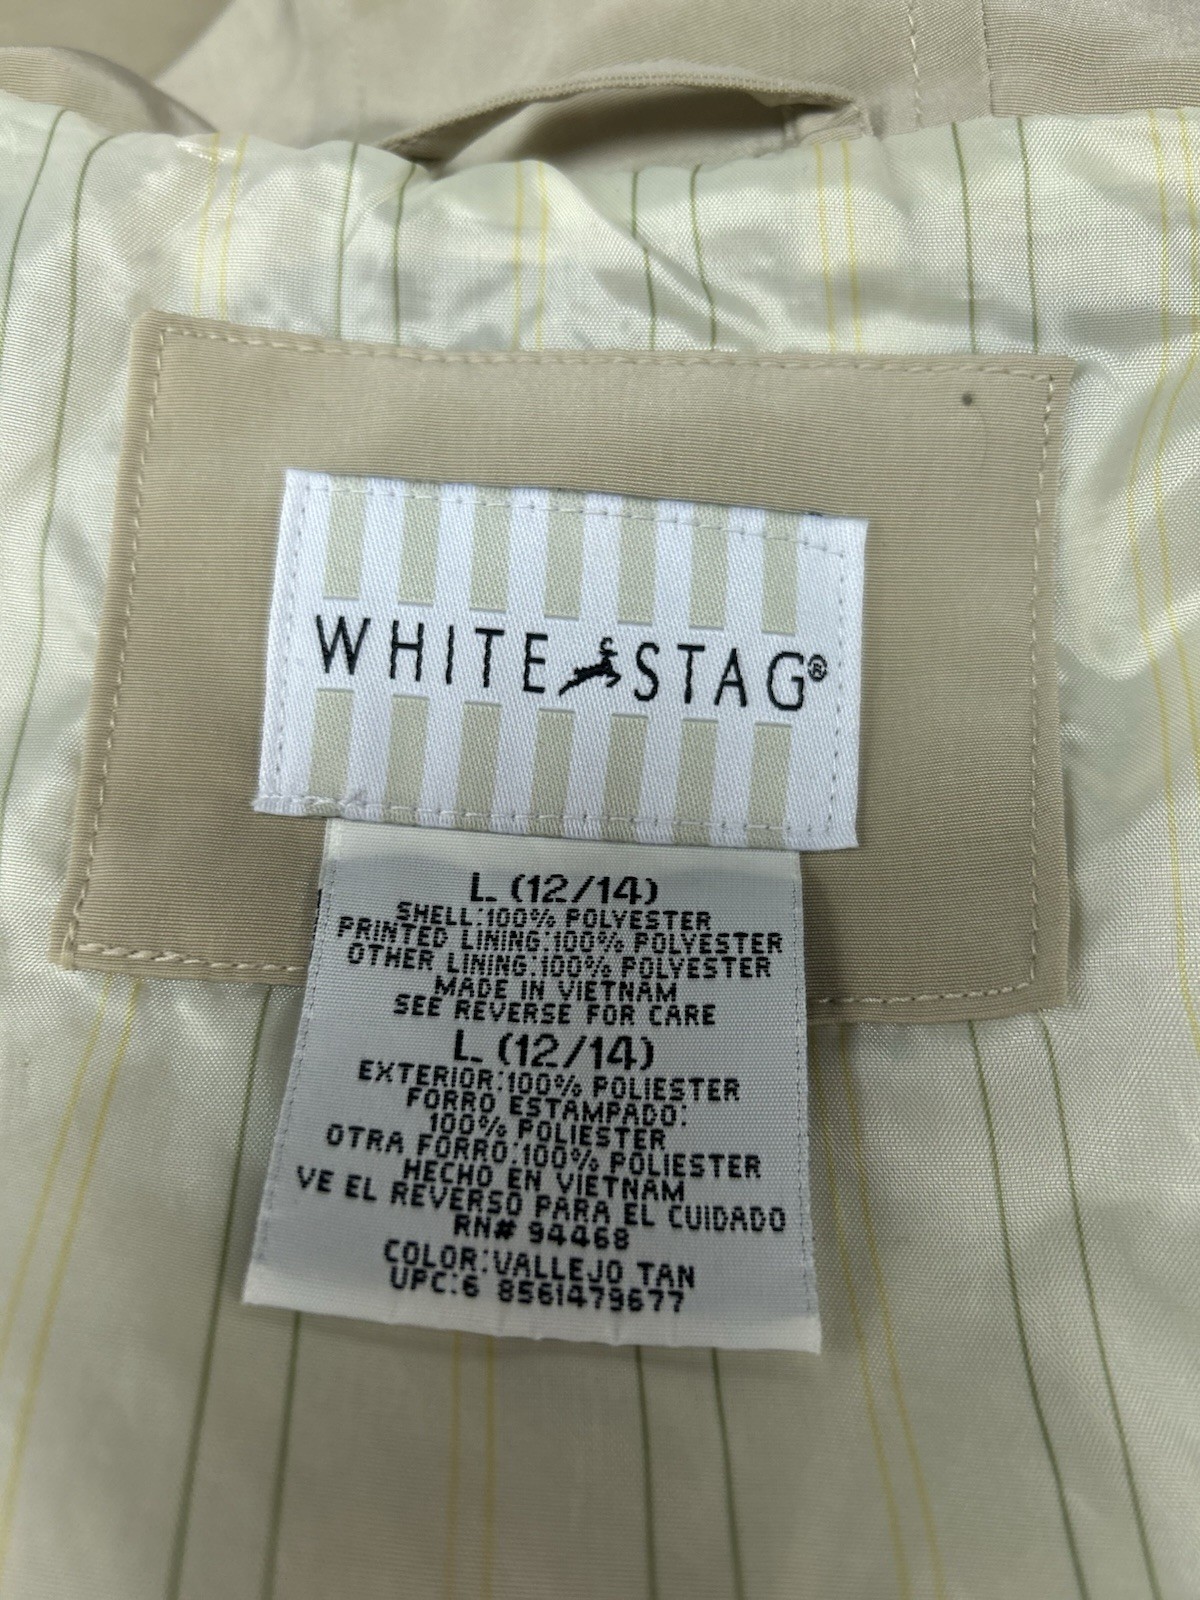 WHITE STAG®
L (12/14)
SHELL:100% POLYESTER
PRINTED LINING:100% POLYESTER
OTHER LINING:100% POLYESTER
MADE IN VIETNAM
SEE REVERSE FOR CARE
L (12/14)
EXTERIOR:100% POLIESTER
FORRO ESTAMPADO:
100% POLIESTER
OTRA FORRO:100% POLIESTER
HECHO EN VIETNAM
VE EL REVERSO PARA EL CUIDADO
RN# 94468
COLOR:VALLEJO TAN
UPC:6 8561479677